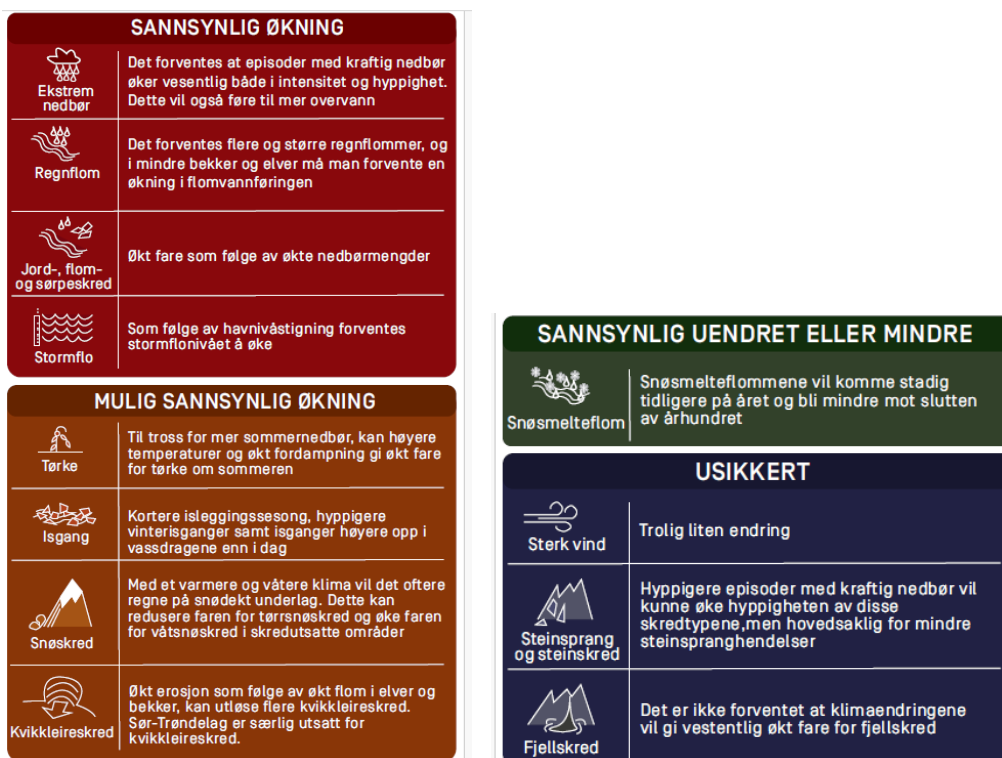 SANNSYNLIG ØKNING
Ekstrem
nedbør
Det forventes at episoder med kraftig nedbør
øker vesentlig både i intensitet og hyppighet.
Dette vil også føre til mer overvann
Regnflom
Det forventes flere og større regnflommer, og
i mindre bekker og elver må man forvente en
økning i flomvannføringen
Jord-, flom-
og sørpeskred
Økt fare som følge av økte nedbørmengder
Stormflo
Som følge av havnivåstigning forventes
stormflonivået å øke
MULIG SANNSYNLIG ØKNING
Tørke
Til tross for mer sommernedbør, kan høyere
temperaturer og økt fordampning gi økt fare
for tørke om sommeren
Isgang
Kortere isleggingssesong, hyppigere
vinterisganger samt isganger høyere opp i
vassdragene enn i dag
Snøskred
Med et varmere og våtere klima vil det oftere
regne på snødekt underlag. Dette kan
redusere faren for tørrsnøskred og øke faren
for våtsnøskred i skredutsatte områder
Kvikkleireskred
Økt erosjon som følge av økt flom i elver og
bekker, kan utløse flere kvikkleireskred.
Sør-Trøndelag er særlig utsatt for
kvikkleireskred.
SANNSYNLIG UENDRET ELLER MINDRE
Snøsmelteflom
Snøsmelteflommene vil komme stadig
tidligere på året og bli mindre mot slutten
av århundret
USIKKERT
Sterk vind
Trolig liten endring
Steinsprang
og steinskred
Hyppigere episoder med kraftig nedbør vil
kunne øke hyppigheten av disse
skredtypene,men hovedsaklig for mindre
steinspranghendelser
Fjellskred
Det er ikke forventet at klimaendringene
vil gi vestentlig økt fare for fjellskred